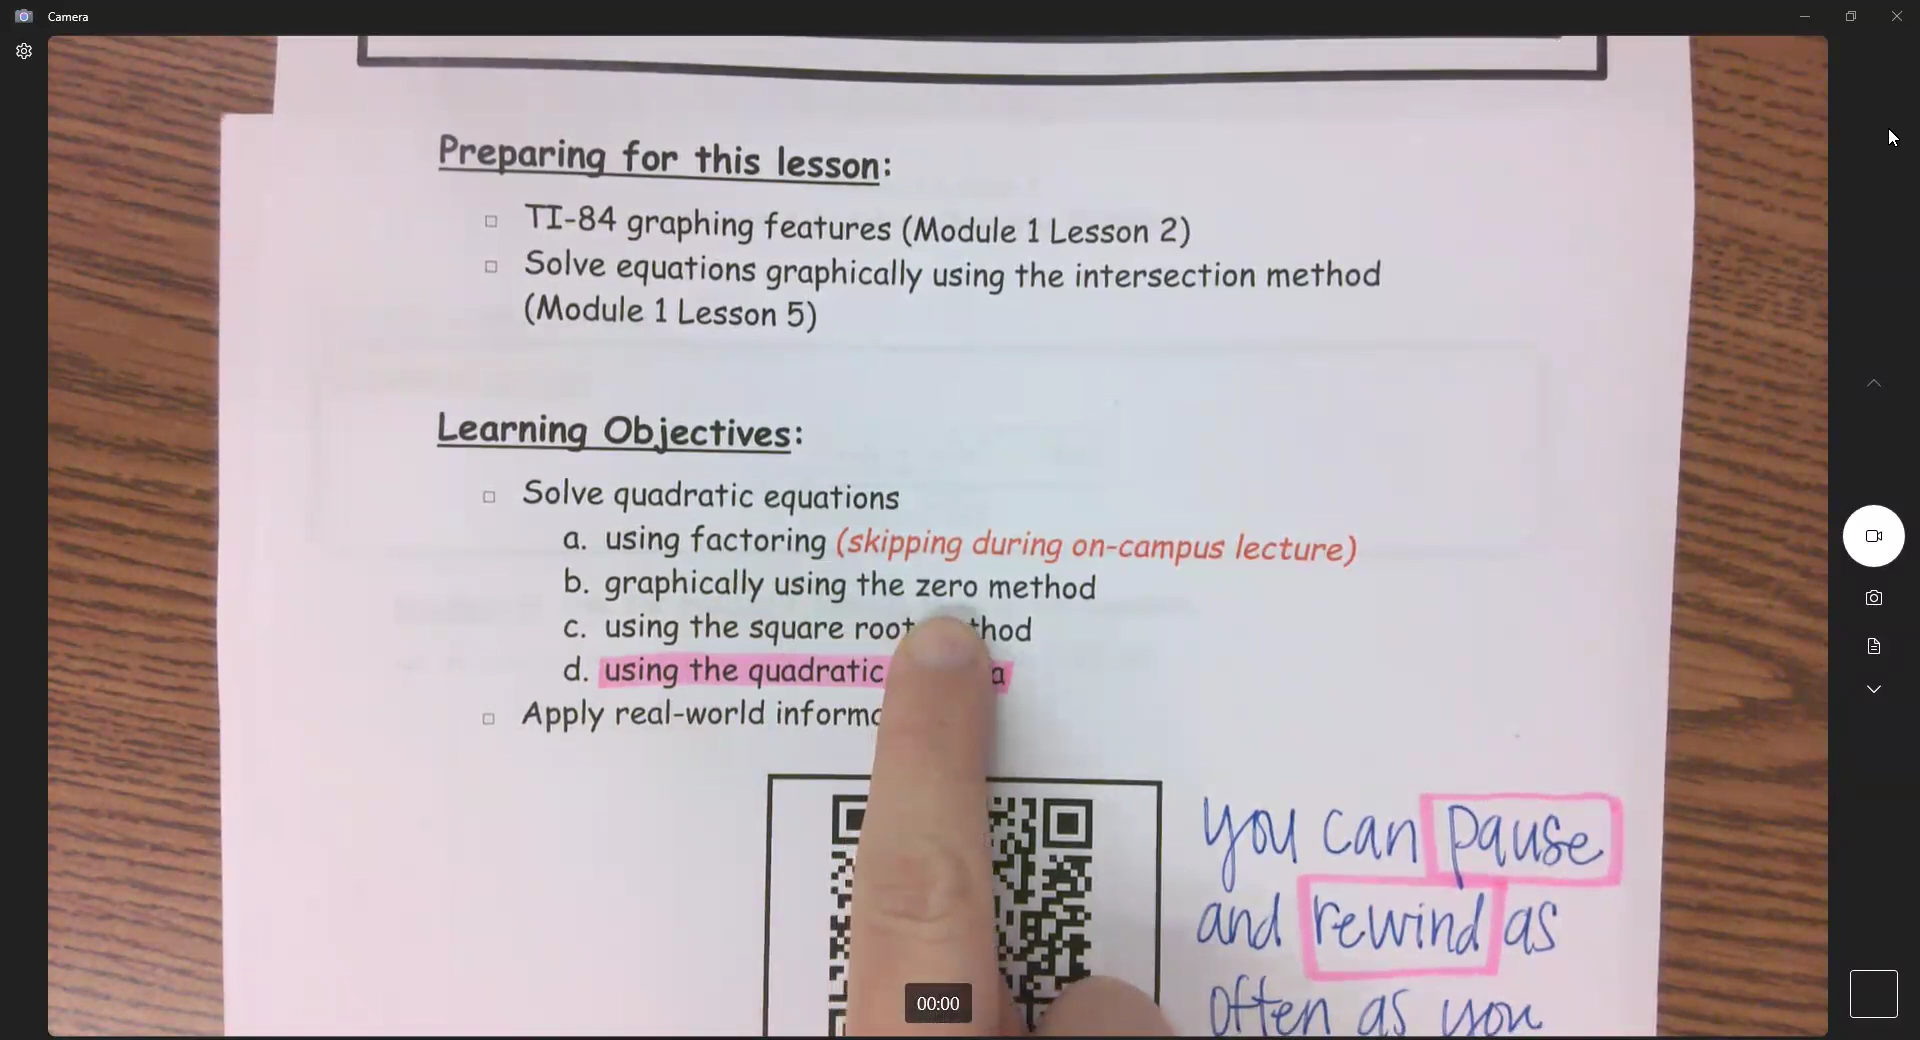 Camera
Preparing for this lesson:
□ TI-84 graphing features (Module 1 Lesson 2)
□ Solve equations graphically using the intersection method
(Module 1 Lesson 5)
Learning Objectives:
□ Solve quadratic equations
a. using factoring (skipping during on-campus lecture)
b. graphically using the zero method
c. using the square root
d. using the quadratic
□ Apply real-world
you can pause
and rewind as
often as you
00:00